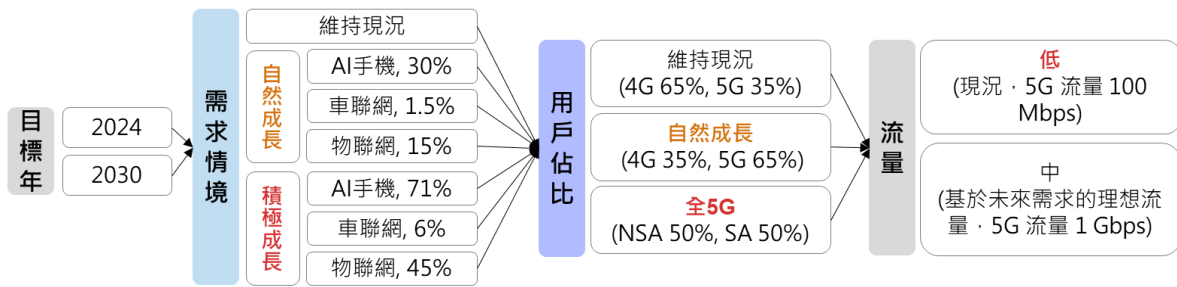 目標年
2024
2030
需求情境
維持現況
自然成長
AI手機, 30%
車聯網, 1.5%
物聯網, 15%
積極成長
AI手機, 71%
車聯網, 6%
物聯網, 45%
用戶佔比
維持現況
(4G 65%, 5G 35%)
自然成長
(4G 35%, 5G 65%)
全5G
(NSA 50%, SA 50%)
流量
低
(現況，5G 流量 100
Mbps)
中
(基於未來需求的理想流
量，5G 流量 1 Gbps)